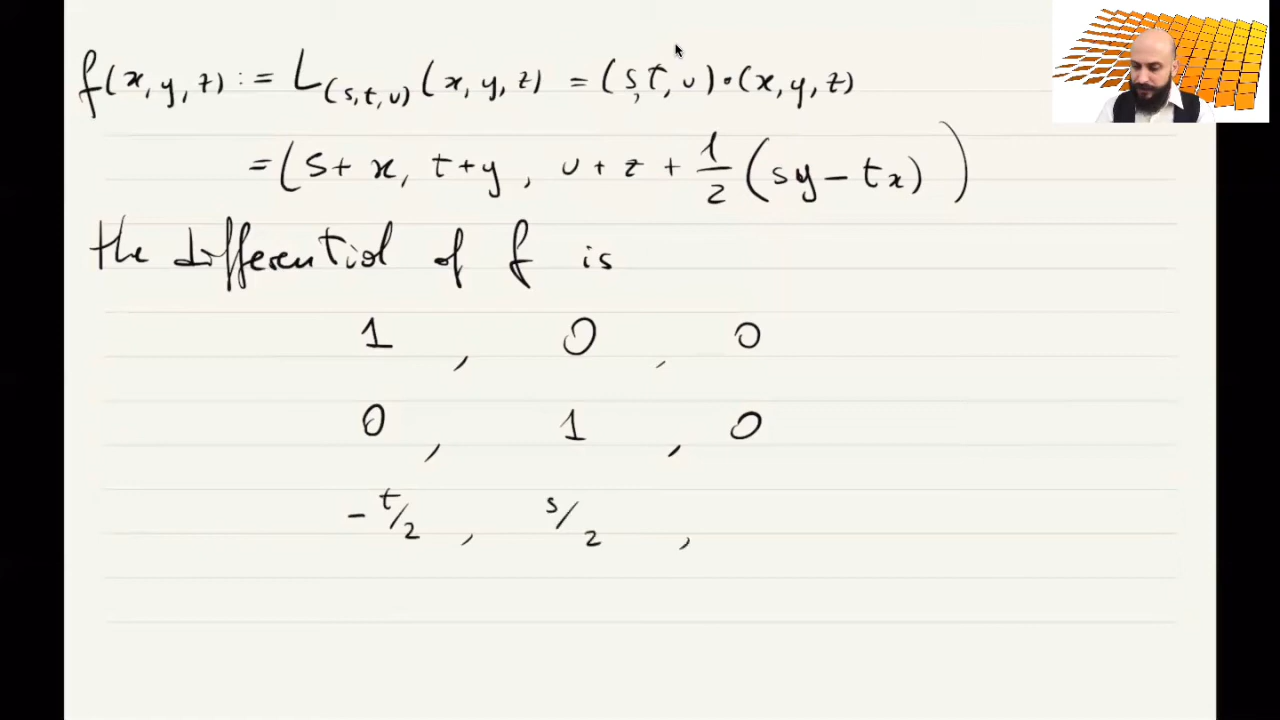 f(x, y, z) := L_(s,t,u) (x, y, z) = (s, t, u) · (x, y, z)
= (s + x, t + y, u + z + 1/2 (sy - tx))
the differential of f is
1, 0, 0
0, 1, 0
- t/2, s/2,